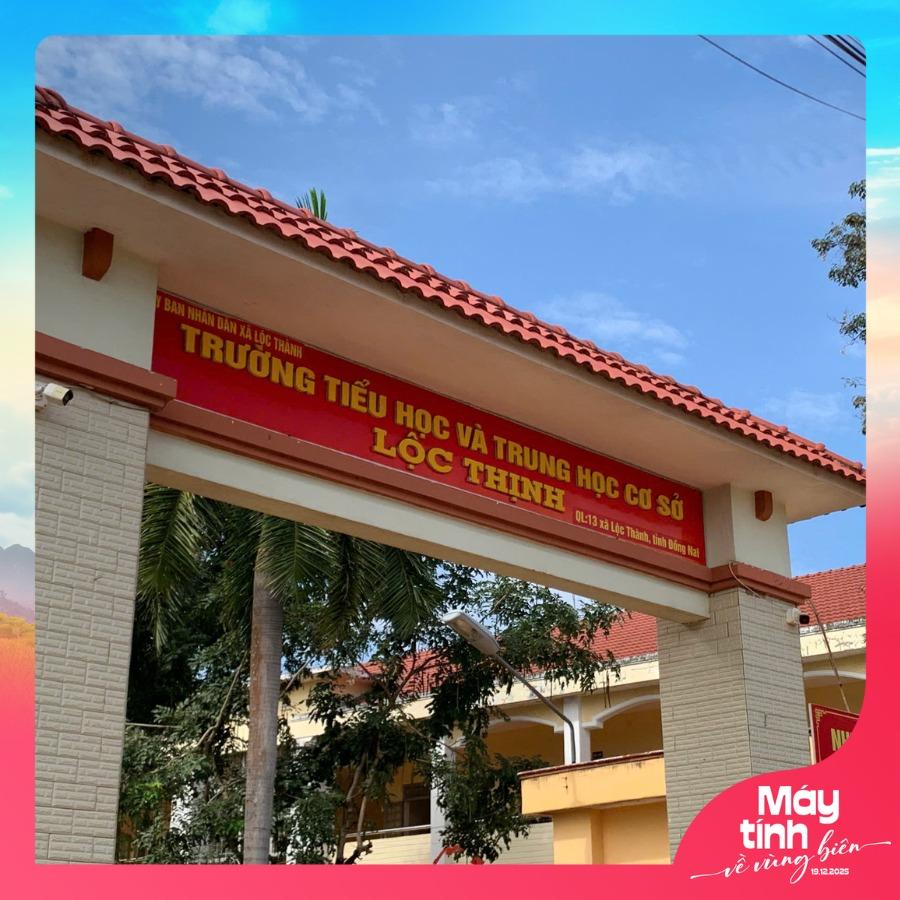 Y BAN NHÂN DÂN XÃ LỘC THÀNH
TRƯỜNG TIỂU HỌC VÀ TRUNG HỌC CƠ SỞ
LỘC THỊNH
QL:13 xã Lộc Thành, tỉnh Đồng Nai
NH
Máy
tính
về vùng biên
19.12.2025